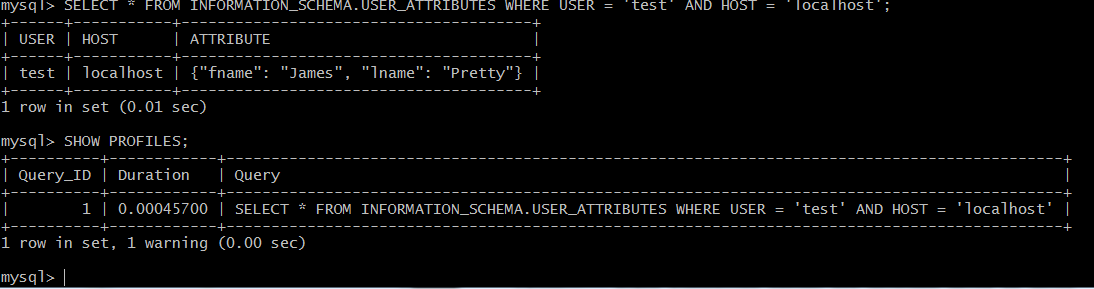 mysql> SELECT * FROM INFORMATION_SCHEMA.USER_ATTRIBUTES WHERE USER = 'test' AND HOST = 'localhost';
+------+-----------+------------------------------------+
| USER | HOST      | ATTRIBUTE                          |
+------+-----------+------------------------------------+
| test | localhost | {"fname": "James", "lname": "Pretty"} |
+------+-----------+------------------------------------+
1 row in set (0.01 sec)
mysql> SHOW PROFILES;
+----------+------------+-----------------------------------------------------------------------------------+
| Query_ID | Duration   | Query                                                                             |
+----------+------------+-----------------------------------------------------------------------------------+
|        1 | 0.00045700 | SELECT * FROM INFORMATION_SCHEMA.USER_ATTRIBUTES WHERE USER = 'test' AND HOST = 'localhost' |
+----------+------------+-----------------------------------------------------------------------------------+
1 row in set, 1 warning (0.00 sec)
mysql>